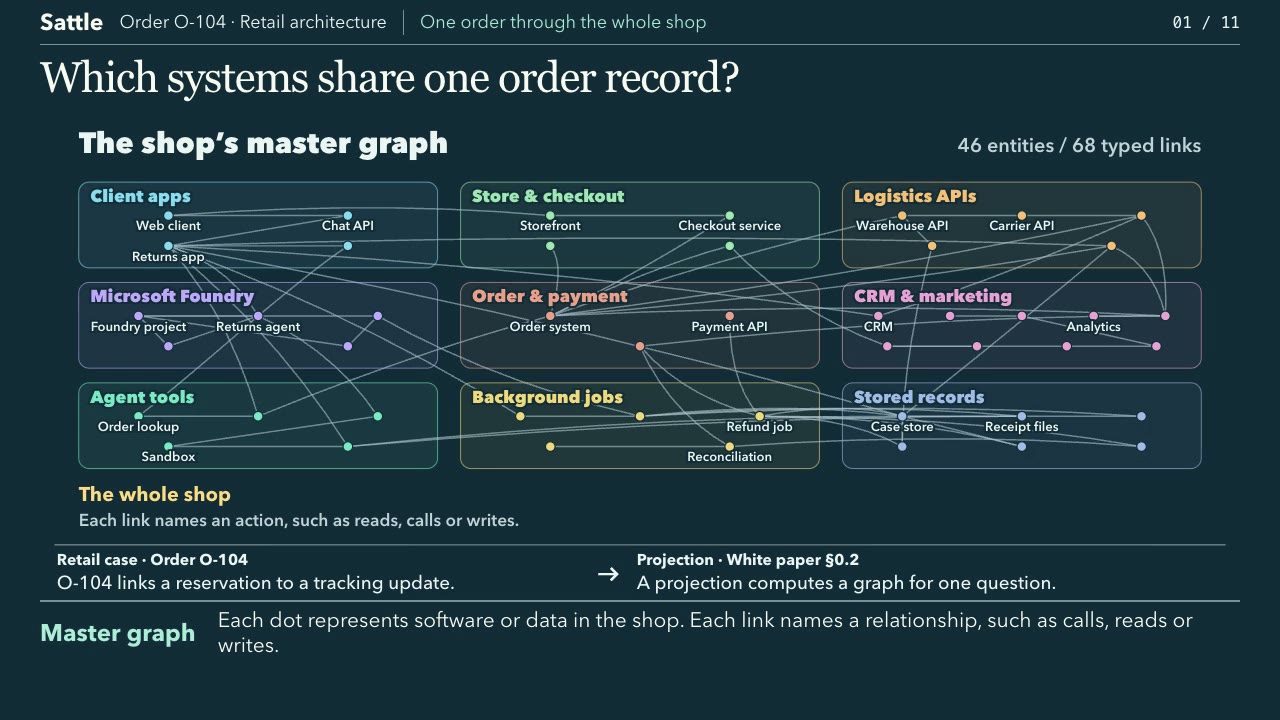 Sattle Order O-104 · Retail architecture One order through the whole shop 01 / 11
Which systems share one order record?
The shop’s master graph 46 entities / 68 typed links
Client apps
Web client
Chat API
Returns app
Store & checkout
Storefront
Checkout service
Logistics APIs
Warehouse API
Carrier API
Microsoft Foundry
Foundry project
Returns agent
Order & payment
Order system
Payment API
CRM & marketing
CRM
Analytics
Agent tools
Order lookup
Sandbox
Background jobs
Refund job
Reconciliation
Stored records
Case store
Receipt files
The whole shop
Each link names an action, such as reads, calls or writes.
Retail case · Order O-104
O-104 links a reservation to a tracking update.
→
Projection · White paper §0.2
A projection computes a graph for one question.
Master graph
Each dot represents software or data in the shop. Each link names a relationship, such as calls, reads or
writes.